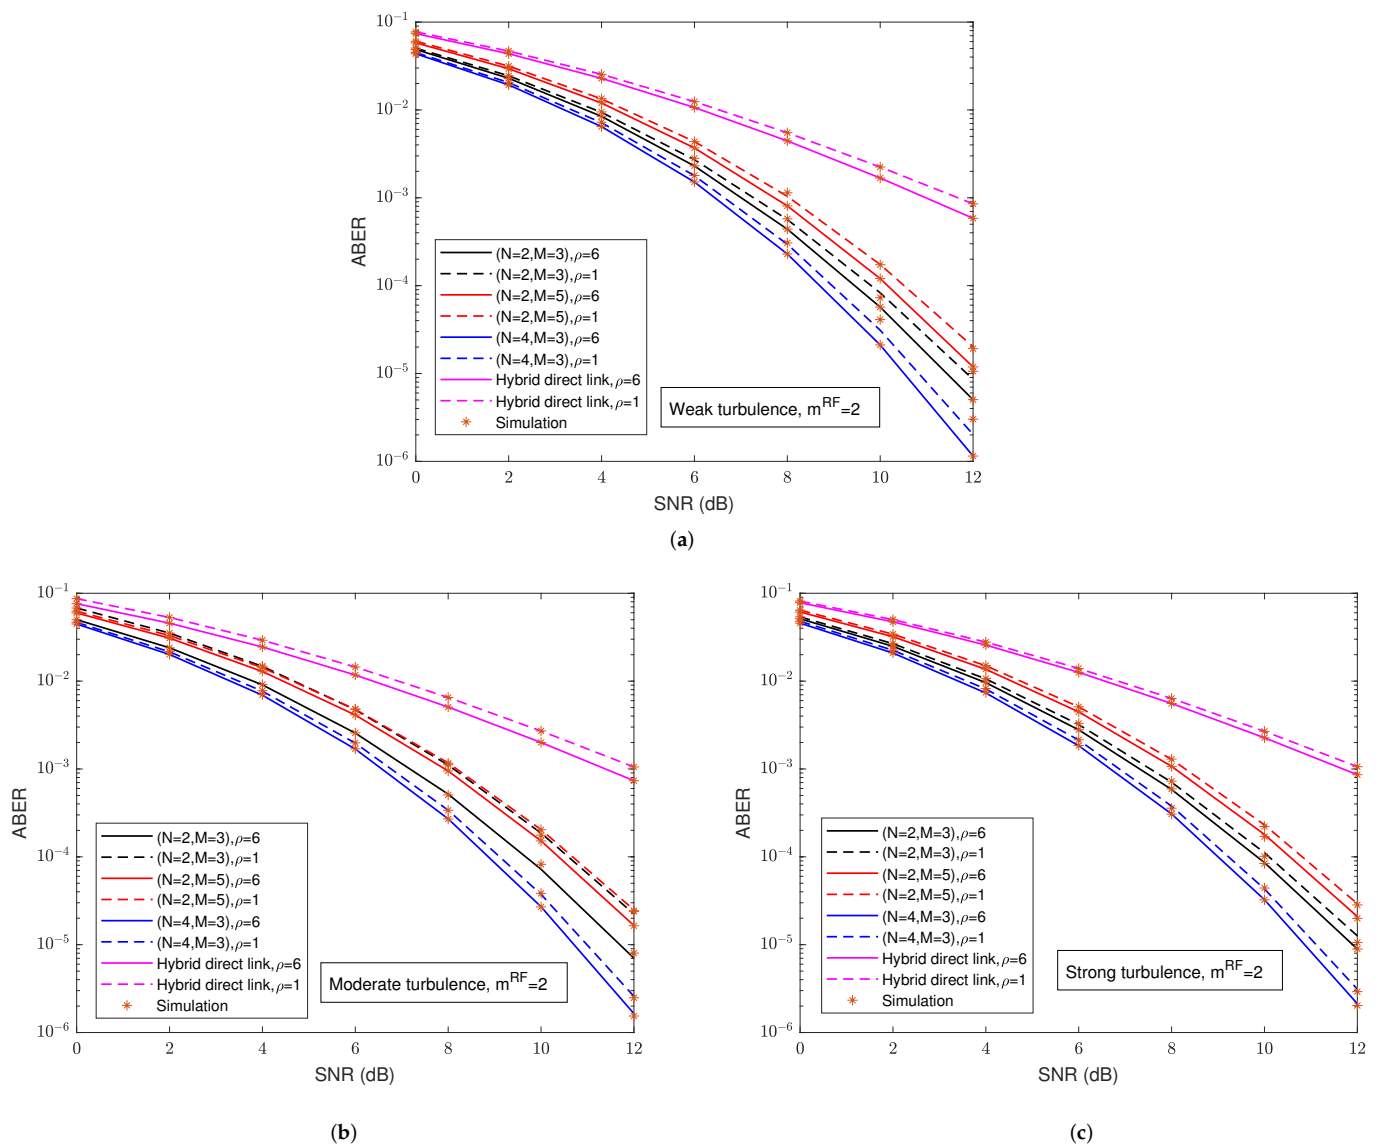 10⁻¹
10⁻²
10⁻³
10⁻⁴
10⁻⁵
10⁻⁶
ABER
(N=2,M=3),ρ=6
(N=2,M=3),ρ=1
(N=2,M=5),ρ=6
(N=2,M=5),ρ=1
(N=4,M=3),ρ=6
(N=4,M=3),ρ=1
Hybrid direct link,ρ=6
Hybrid direct link,ρ=1
Simulation
Weak turbulence, m^RF=2
0 2 4 6 8 10 12
SNR (dB)
(a)
10⁻¹
10⁻²
10⁻³
10⁻⁴
10⁻⁵
10⁻⁶
ABER
(N=2,M=3),ρ=6
(N=2,M=3),ρ=1
(N=2,M=5),ρ=6
(N=2,M=5),ρ=1
(N=4,M=3),ρ=6
(N=4,M=3),ρ=1
Hybrid direct link,ρ=6
Hybrid direct link,ρ=1
Simulation
Moderate turbulence, m^RF=2
0 2 4 6 8 10 12
SNR (dB)
(b)
10⁻¹
10⁻²
10⁻³
10⁻⁴
10⁻⁵
10⁻⁶
ABER
(N=2,M=3),ρ=6
(N=2,M=3),ρ=1
(N=2,M=5),ρ=6
(N=2,M=5),ρ=1
(N=4,M=3),ρ=6
(N=4,M=3),ρ=1
Hybrid direct link,ρ=6
Hybrid direct link,ρ=1
Simulation
Strong turbulence, m^RF=2
0 2 4 6 8 10 12
SNR (dB)
(c)